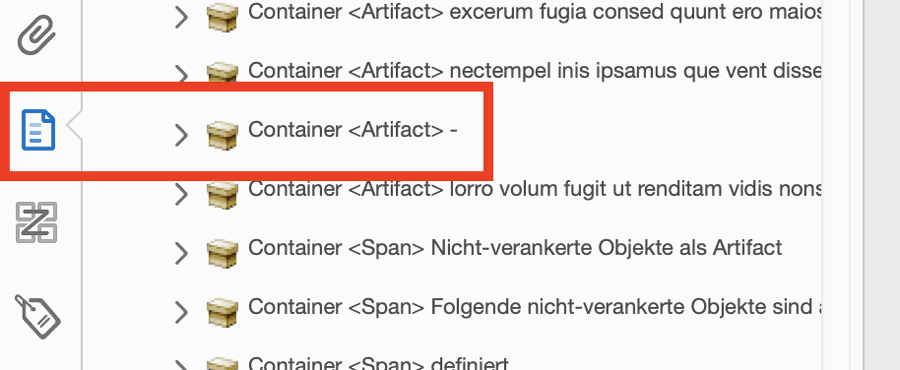 Container <Artifact> excerum fugia consed quunt ero maios
Container <Artifact> nectempel inis ipsamus que vent disse
Container <Artifact> -
Container <Artifact> lorro volum fugit ut renditam vidis nons
Container <Span> Nicht-verankerte Objekte als Artifact
Container <Span> Folgende nicht-verankerte Objekte sind a
Container <Span> definiert